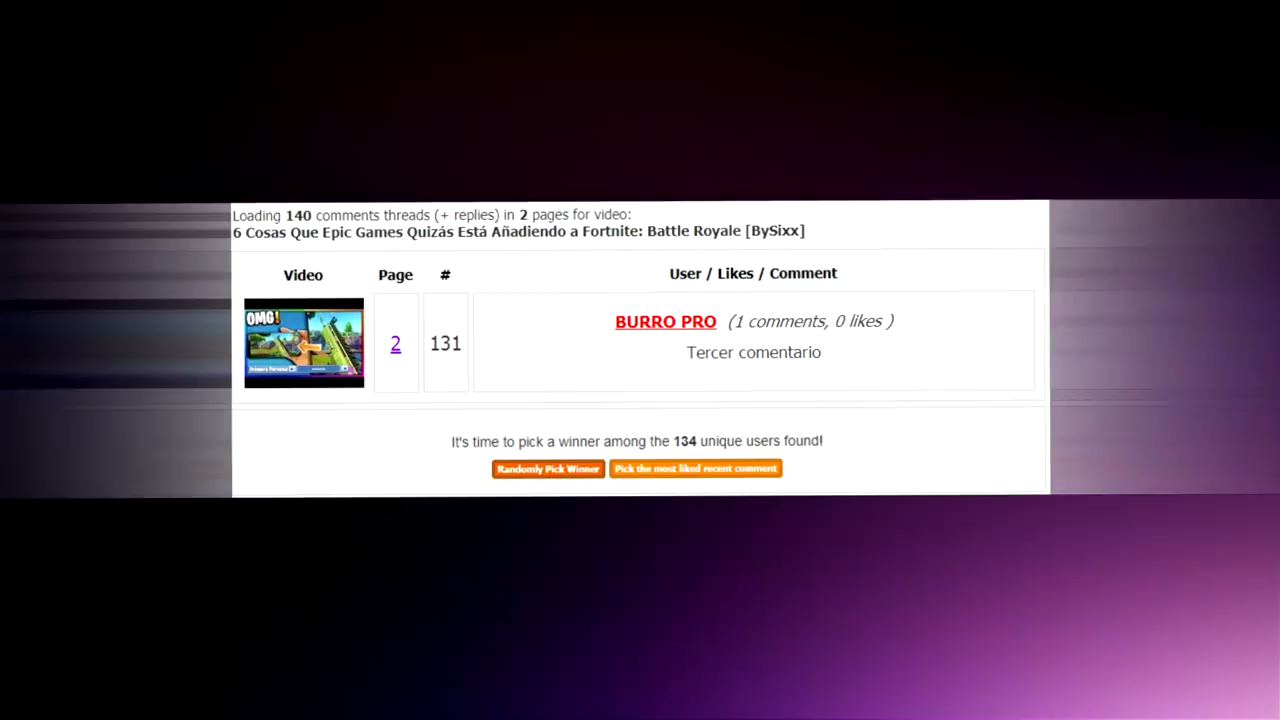 Loading 140 comments threads (+ replies) in 2 pages for video:
6 Cosas Que Epic Games Quizás Está Añadiendo a Fortnite: Battle Royale [BySixx]
Video Page # User / Likes / Comment
OMG!
2 131 BURRO PRO (1 comments, 0 likes )
Tercer comentario
It's time to pick a winner among the 134 unique users found!
Randomly Pick Winner Pick the most liked recent comment